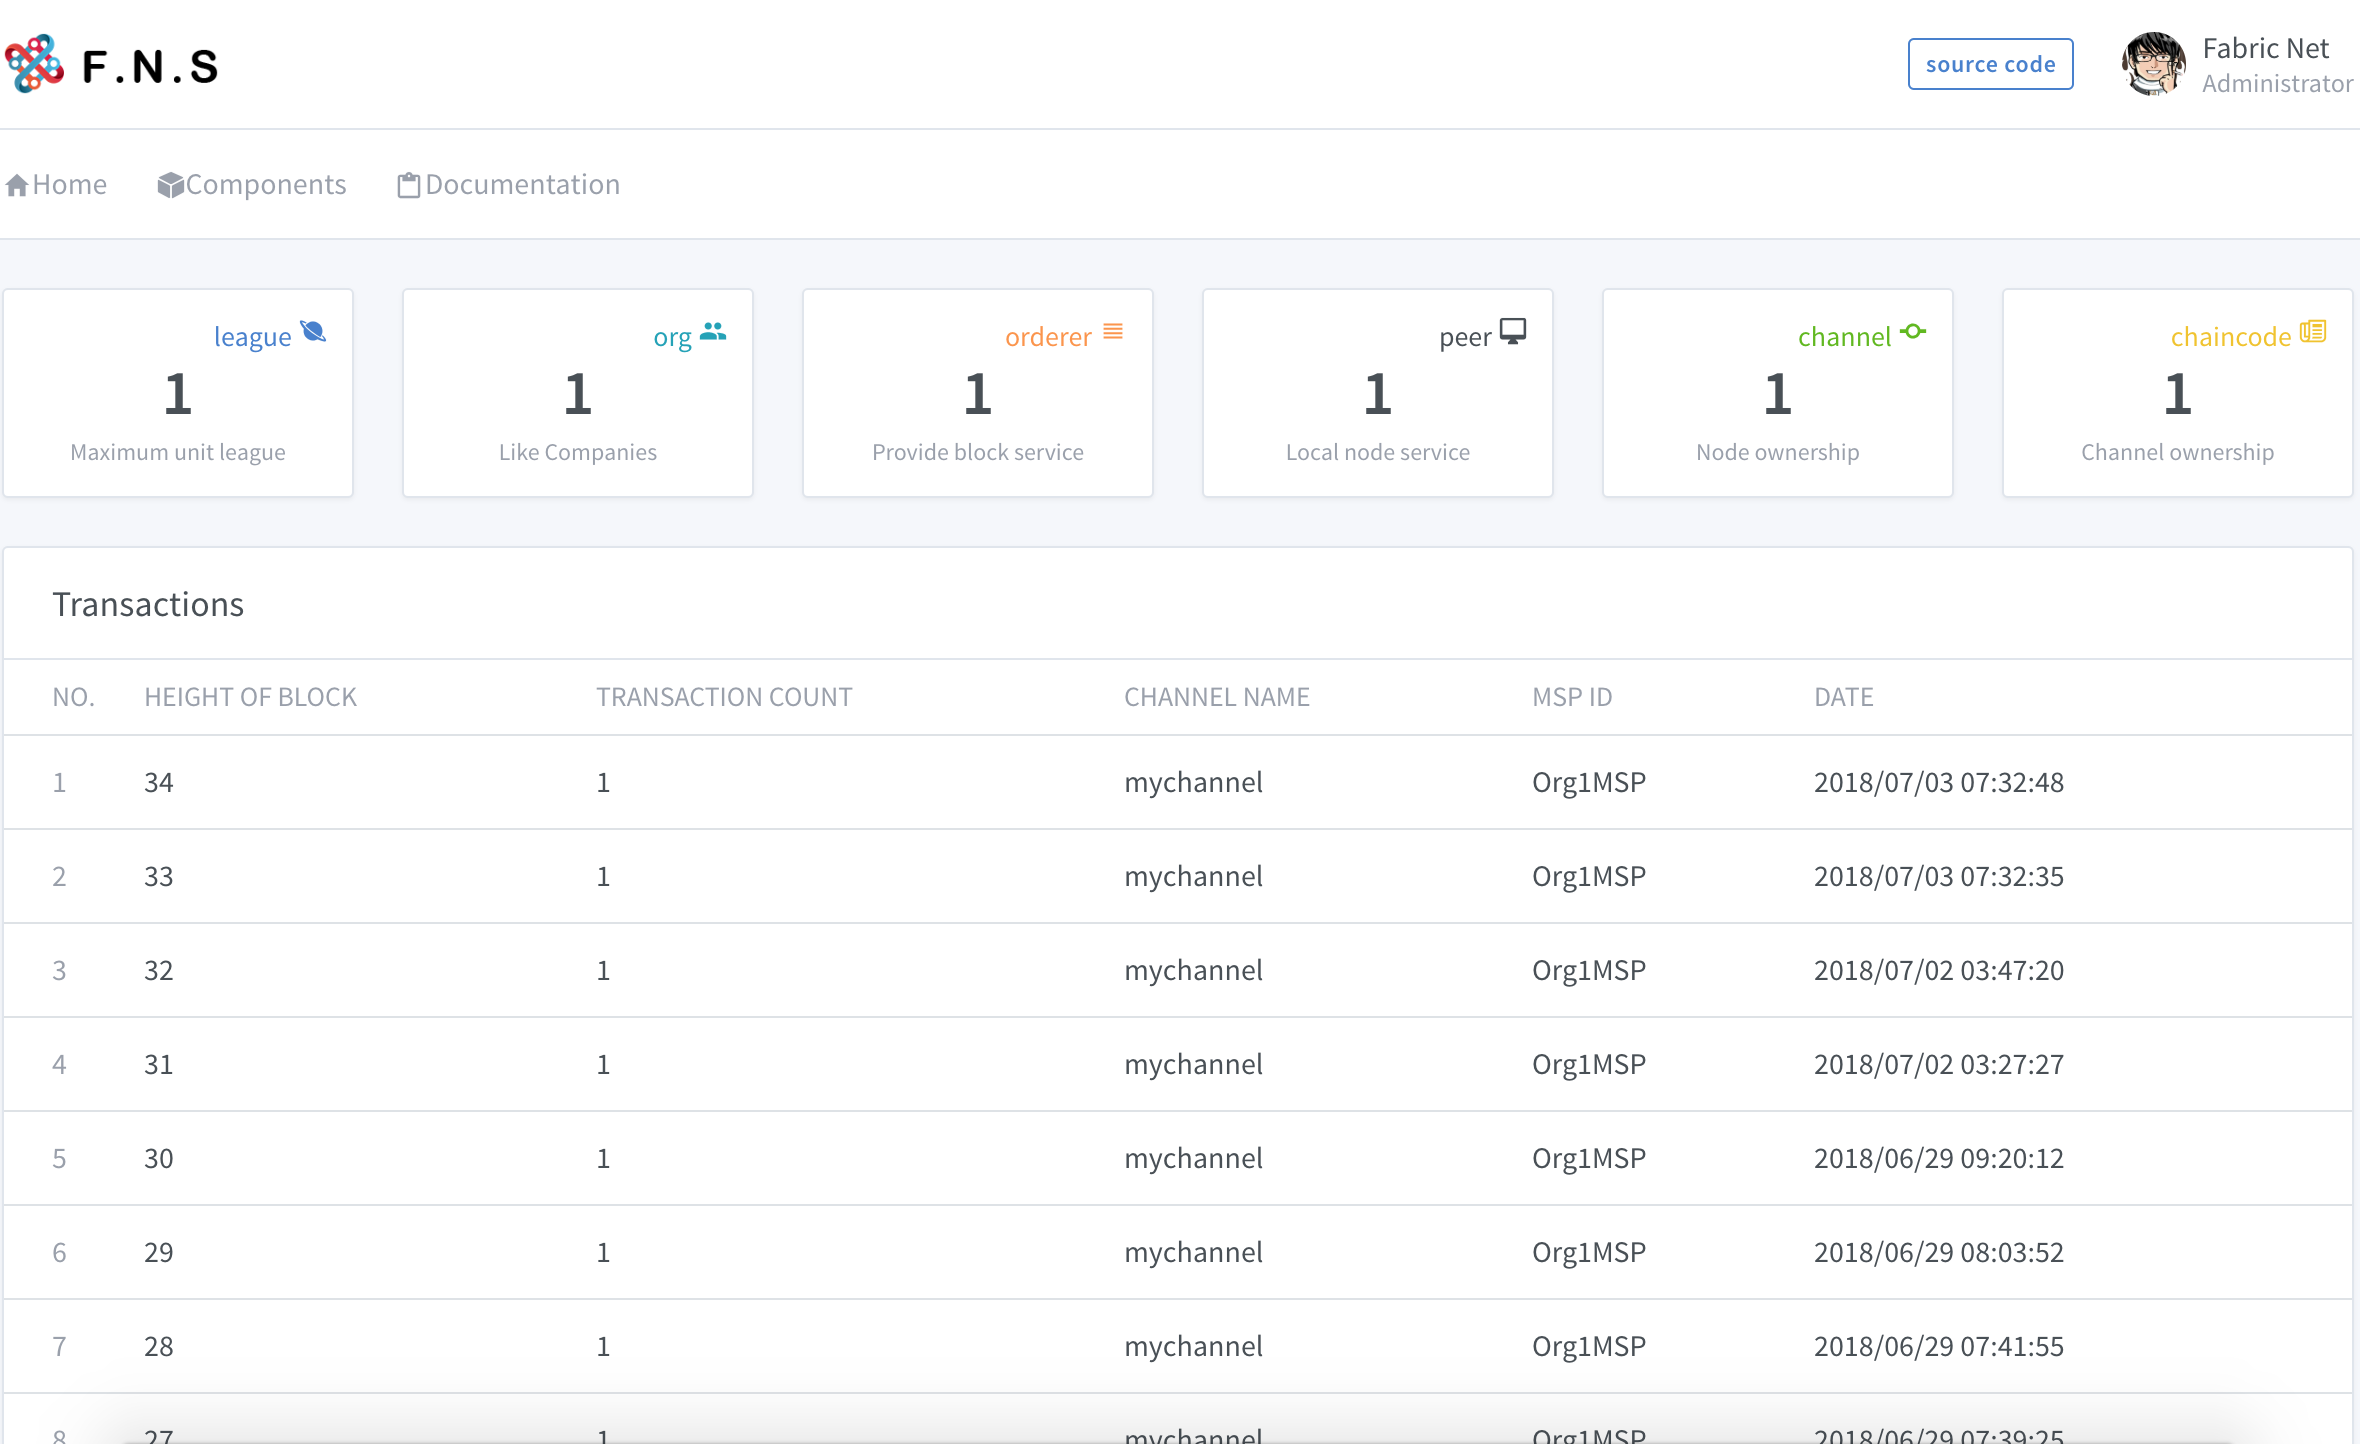 F.N.S
source code
Fabric Net
Administrator
Home Components Documentation
league org orderer peer channel chaincode
1 1 1 1 1 1
Maximum unit league Like Companies Provide block service Local node service Node ownership Channel ownership
Transactions
NO. HEIGHT OF BLOCK TRANSACTION COUNT CHANNEL NAME MSP ID DATE
1 34 1 mychannel Org1MSP 2018/07/03 07:32:48
2 33 1 mychannel Org1MSP 2018/07/03 07:32:35
3 32 1 mychannel Org1MSP 2018/07/02 03:47:20
4 31 1 mychannel Org1MSP 2018/07/02 03:27:27
5 30 1 mychannel Org1MSP 2018/06/29 09:20:12
6 29 1 mychannel Org1MSP 2018/06/29 08:03:52
7 28 1 mychannel Org1MSP 2018/06/29 07:41:55
8 27 1 mychannel Org1MSP 2018/06/29 07:39:25